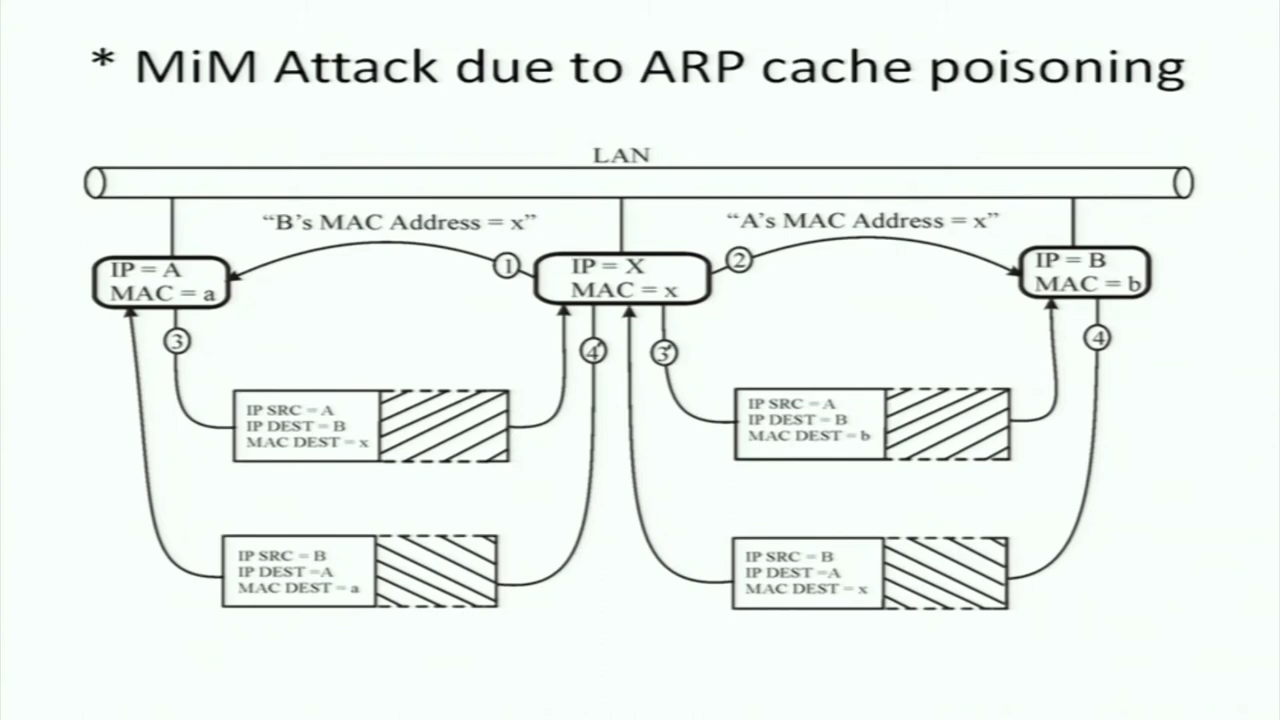 * MiM Attack due to ARP cache poisoning
LAN
“B’s MAC Address = x”
“A’s MAC Address = x”
IP = A
MAC = a
1
IP = X
MAC = x
2
IP = B
MAC = b
3
4'
3'
4
IP SRC = A
IP DEST = B
MAC DEST = x
IP SRC = A
IP DEST = B
MAC DEST = b
IP SRC = B
IP DEST =A
MAC DEST = a
IP SRC = B
IP DEST =A
MAC DEST = x